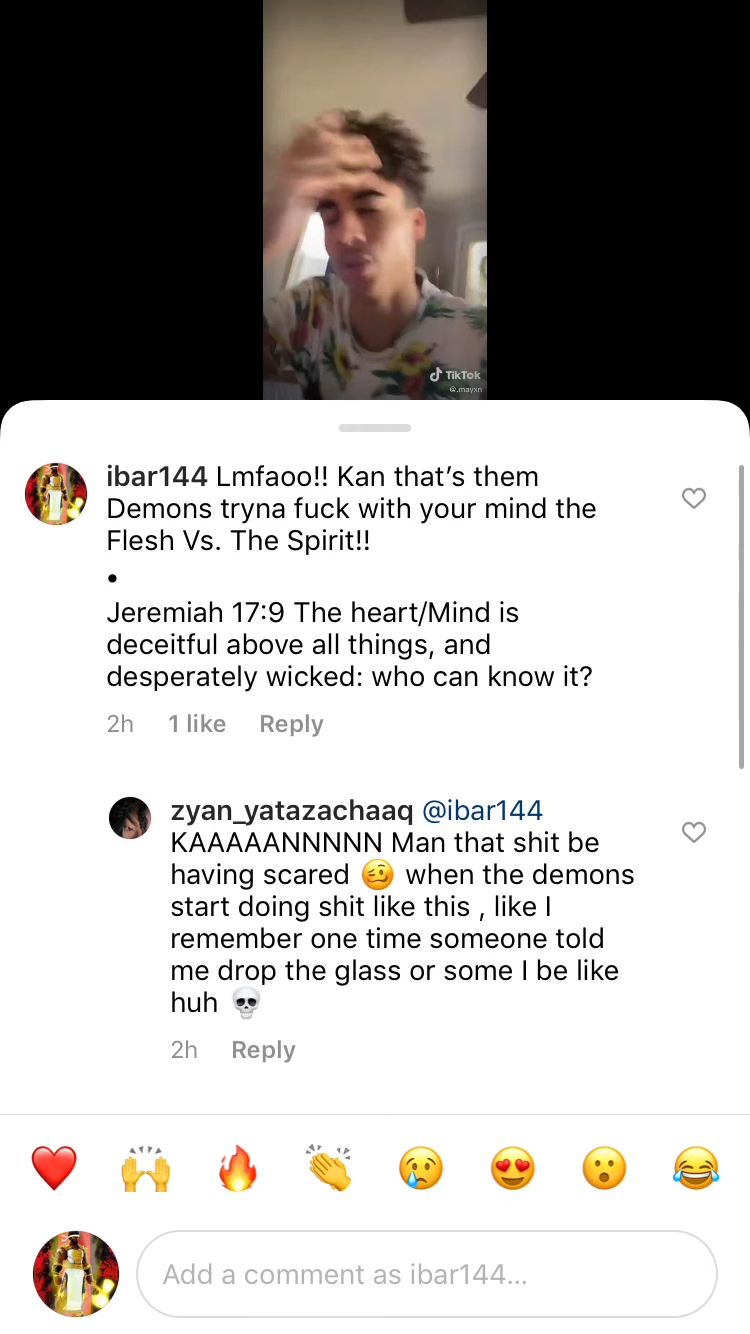 TikTok
@.mayxn
ibar144 Lmfaoo!! Kan that’s them
Demons tryna fuck with your mind the
Flesh Vs. The Spirit!!
•
Jeremiah 17:9 The heart/Mind is
deceitful above all things, and
desperately wicked: who can know it?
2h 1 like Reply
zyan_yatazachaaq @ibar144
KAAAAANNNNN Man that shit be
having scared 🥴 when the demons
start doing shit like this , like I
remember one time someone told
me drop the glass or some I be like
huh 💀
2h Reply
❤️ 🙌 🔥 👏 😢 😍 😮 😂
Add a comment as ibar144...